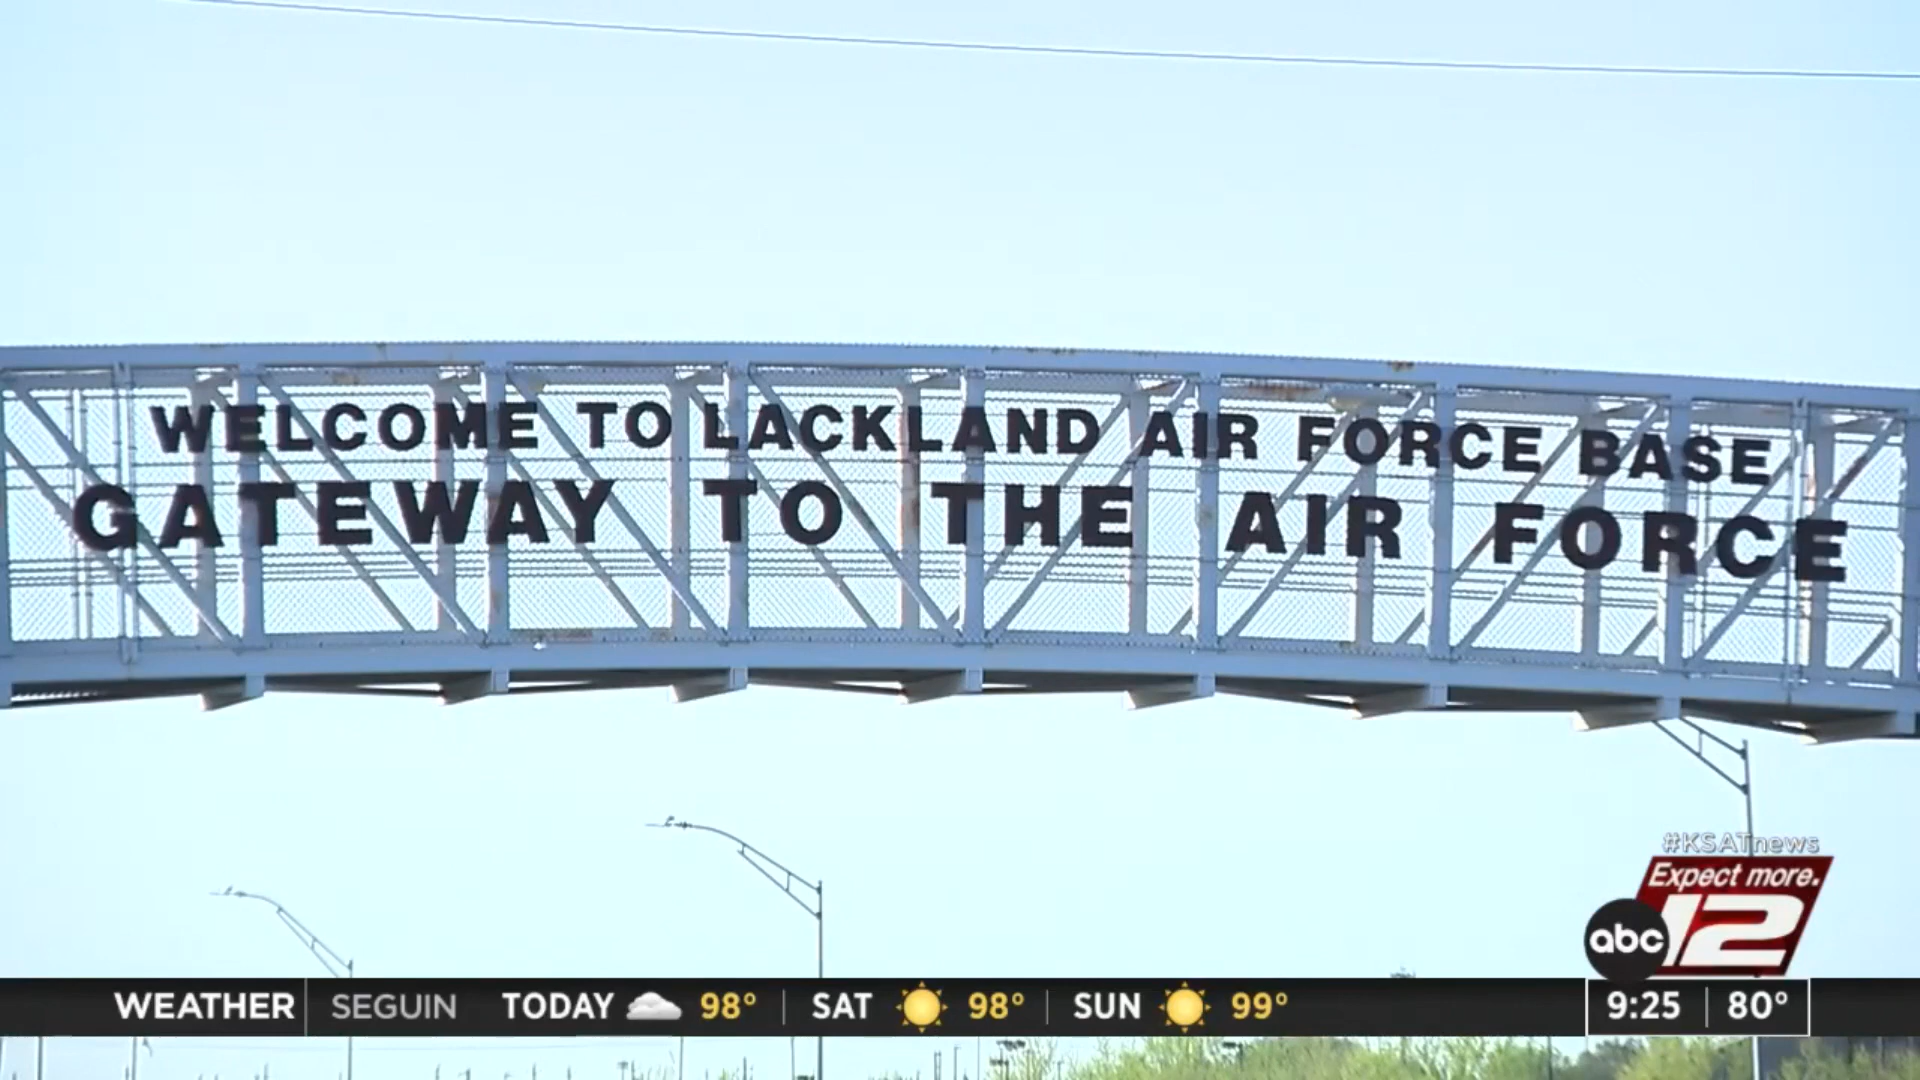 WELCOME TO LACKLAND AIR FORCE BASE
GATEWAY TO THE AIR FORCE
#KSATnews
Expect more.
abc 12
WEATHER SEGUIN TODAY 98° SAT 98° SUN 99° 9:25 80°